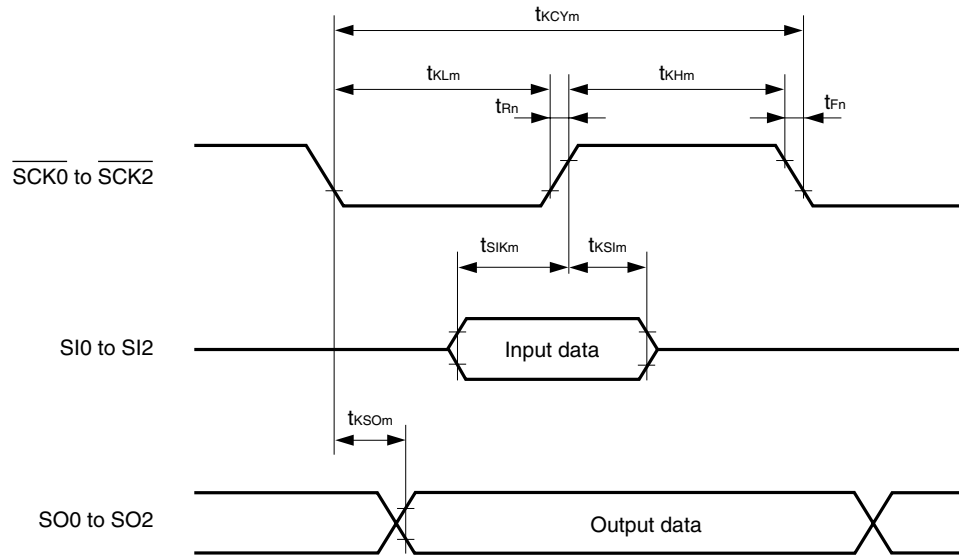 tKCYm
tKLm
tKHm
tRn
tFn
SCK0 to SCK2
tSIKm
tKSIm
SI0 to SI2
Input data
tKSOm
SO0 to SO2
Output data